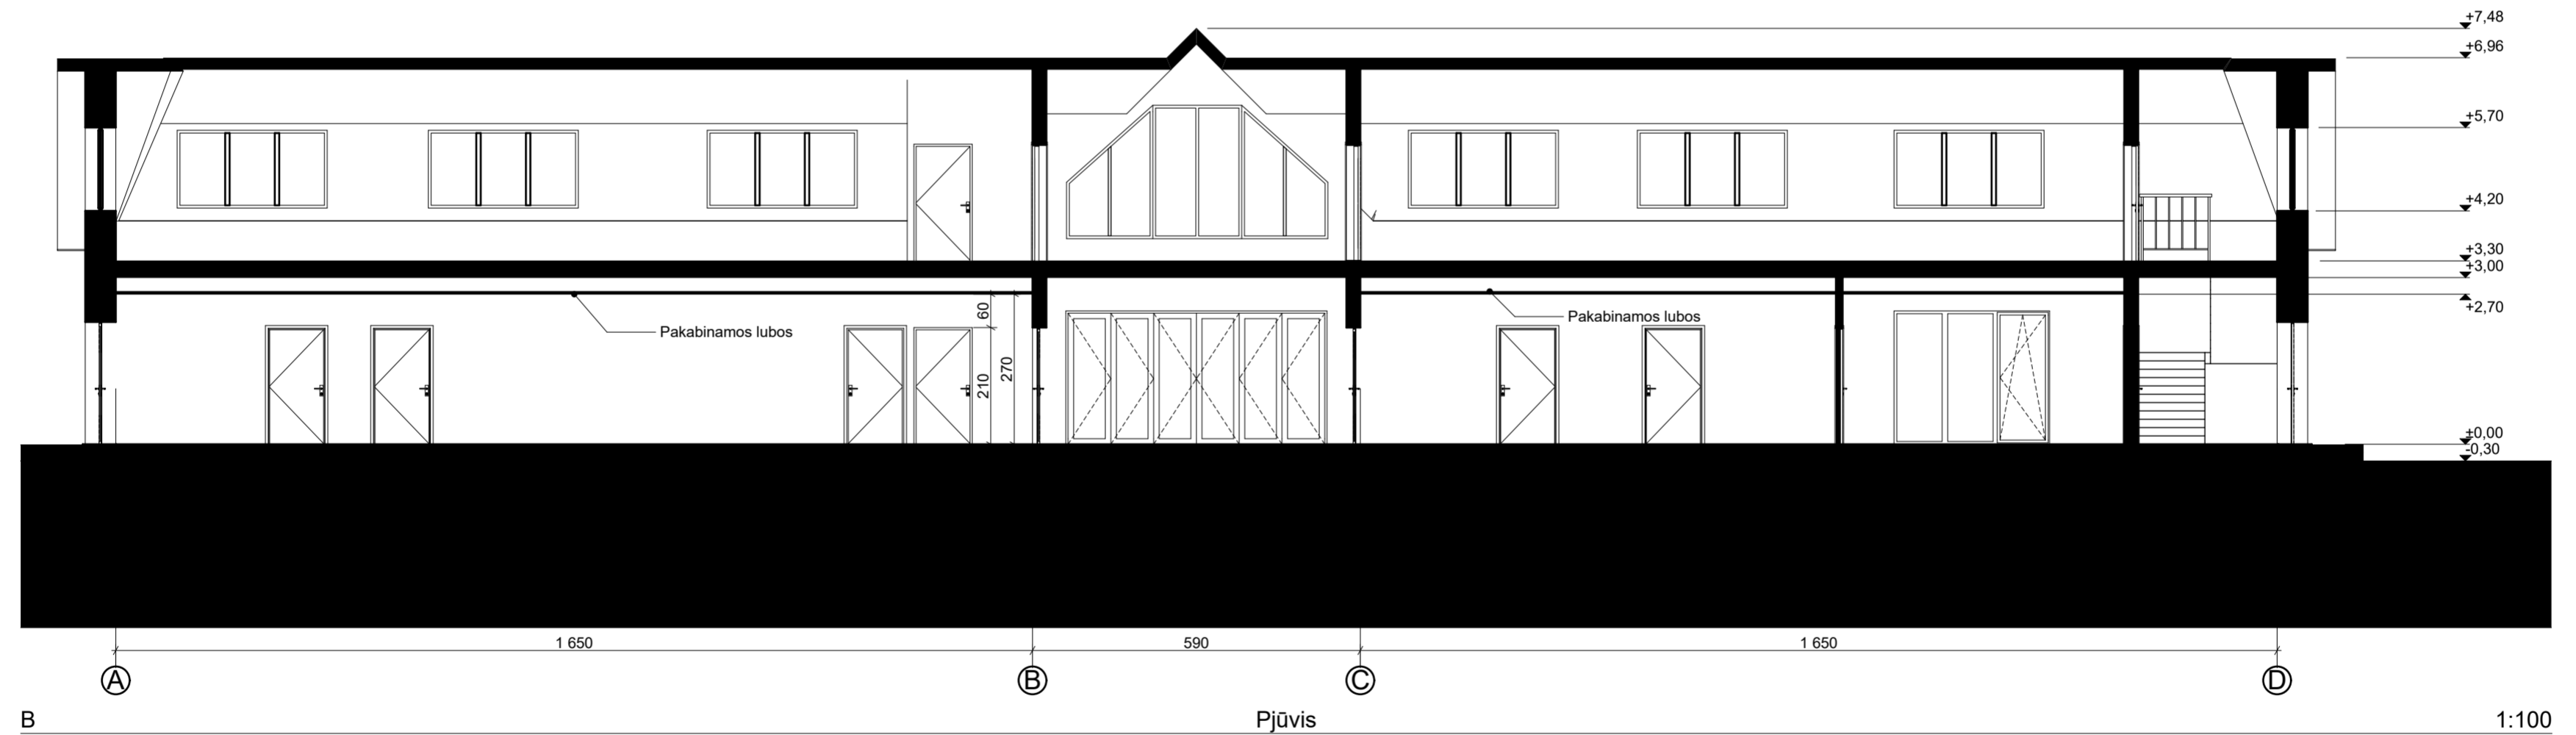 +7,48
+6,96
+5,70
+4,20
+3,30
+3,00
+2,70
±0,00
-0,30
Pakabinamos lubos
Pakabinamos lubos
60
210
270
1 650
590
1 650
A
B
C
D
B
Pjūvis
1:100